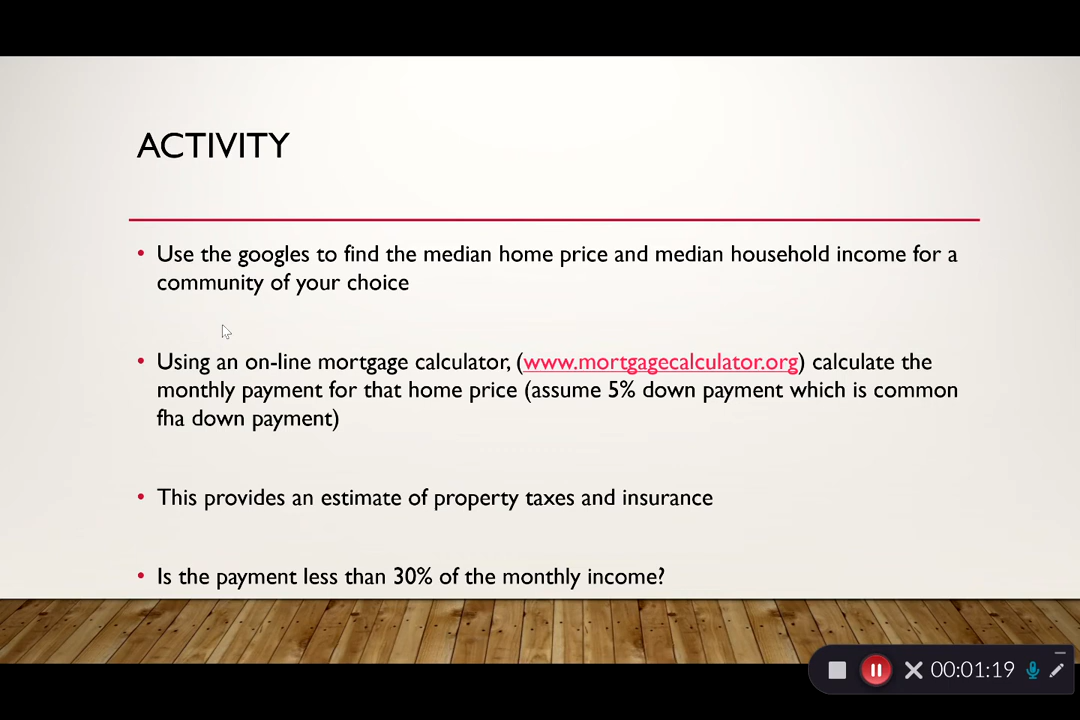 ACTIVITY
• Use the googles to find the median home price and median household income for a
community of your choice
• Using an on-line mortgage calculator, (www.mortgagecalculator.org) calculate the
monthly payment for that home price (assume 5% down payment which is common
fha down payment)
• This provides an estimate of property taxes and insurance
• Is the payment less than 30% of the monthly income?
00:01:19